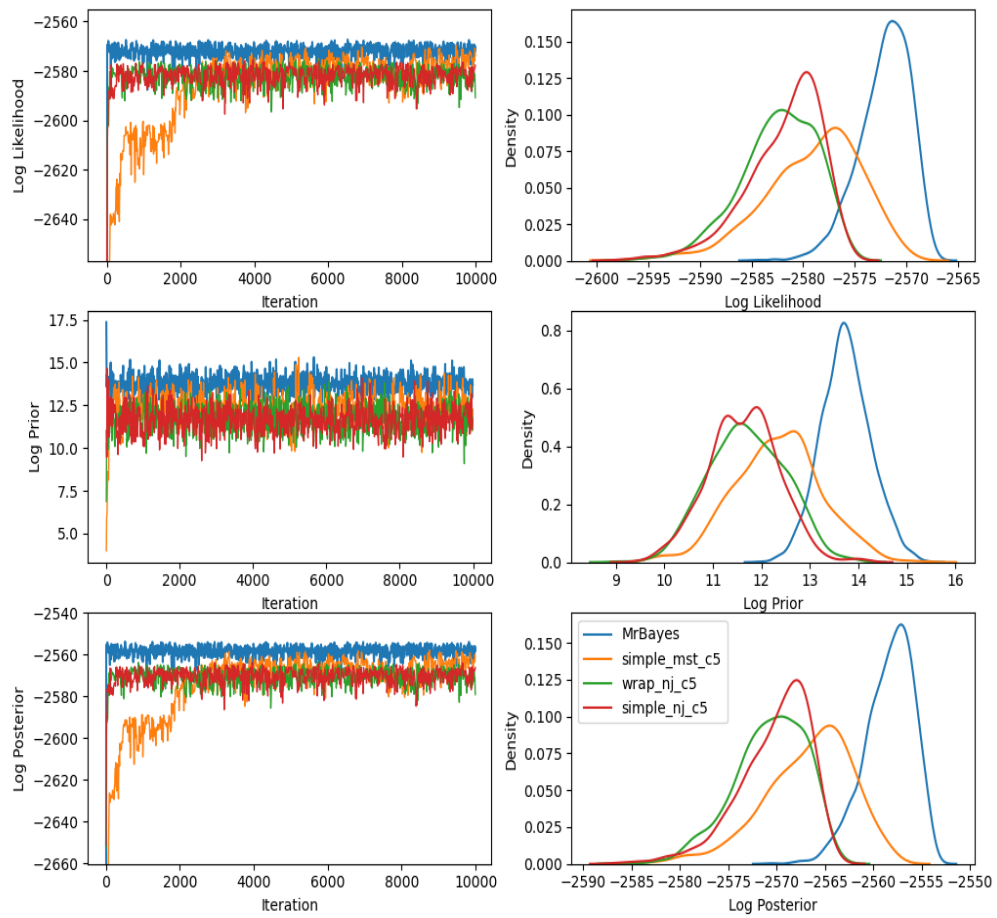 −2560
−2580
−2600
−2620
−2640
Log Likelihood
0 2000 4000 6000 8000 10000
Iteration
0.150
0.125
0.100
0.075
0.050
0.025
0.000
Density
−2600 −2595 −2590 −2585 −2580 −2575 −2570 −2565
Log Likelihood
17.5
15.0
12.5
10.0
7.5
5.0
Log Prior
0 2000 4000 6000 8000 10000
Iteration
0.8
0.6
0.4
0.2
0.0
Density
9 10 11 12 13 14 15 16
Log Prior
−2540
−2560
−2580
−2600
−2620
−2640
−2660
Log Posterior
0 2000 4000 6000 8000 10000
Iteration
0.150
0.125
0.100
0.075
0.050
0.025
0.000
Density
MrBayes
simple_mst_c5
wrap_nj_c5
simple_nj_c5
−2590 −2585 −2580 −2575 −2570 −2565 −2560 −2555 −2550
Log Posterior